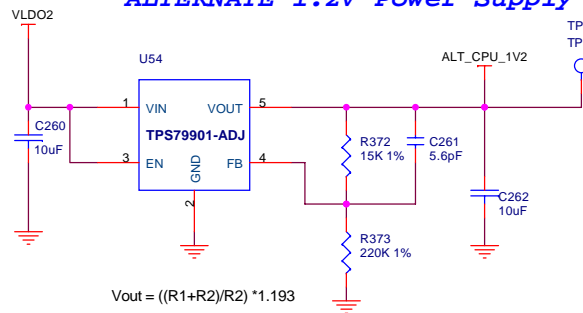 ALTERNATE 1.2V Power Supply
VLDO2
U54
ALT_CPU_1V2
TP
TP
1
VIN
VOUT
5
TPS79901-ADJ
C260
10uF
3
EN
GND
FB
4
2
R372
15K 1%
C261
5.6pF
C262
10uF
R373
220K 1%
Vout = ((R1+R2)/R2) *1.193